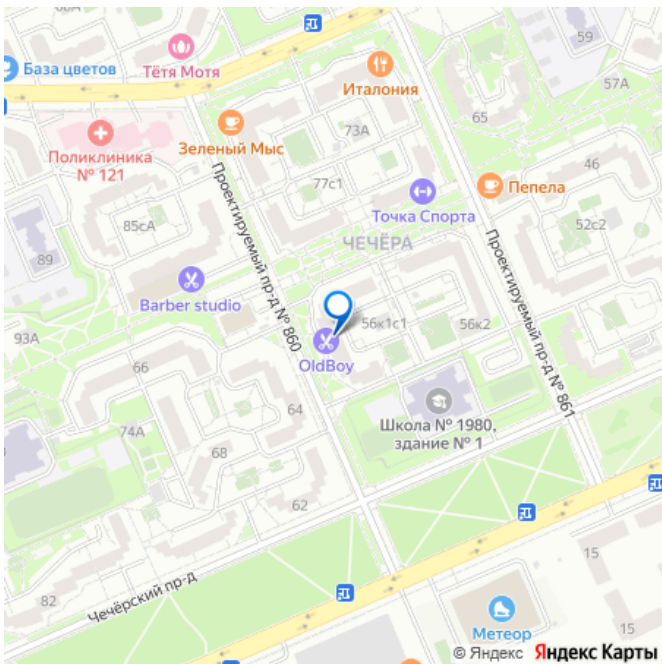 59
База цветов
Тётя Мотя
Италония
57А
Поликлиника
№ 121
Зеленый Мыс
73А
65
46
77с1
Пепела
Точка Спорта
85сА
ЧЕЧЁРА
52с2
89
Barber studio
Проектируемый пр-д № 860
Проектируемый пр-д № 861
93А
56к1с1
56к2
OldBoy
66
64
Школа № 1980,
здание № 1
74А
68
62
82
Чечёрский пр-д
15
15
Метеор
© Яндекс Яндекс Карты